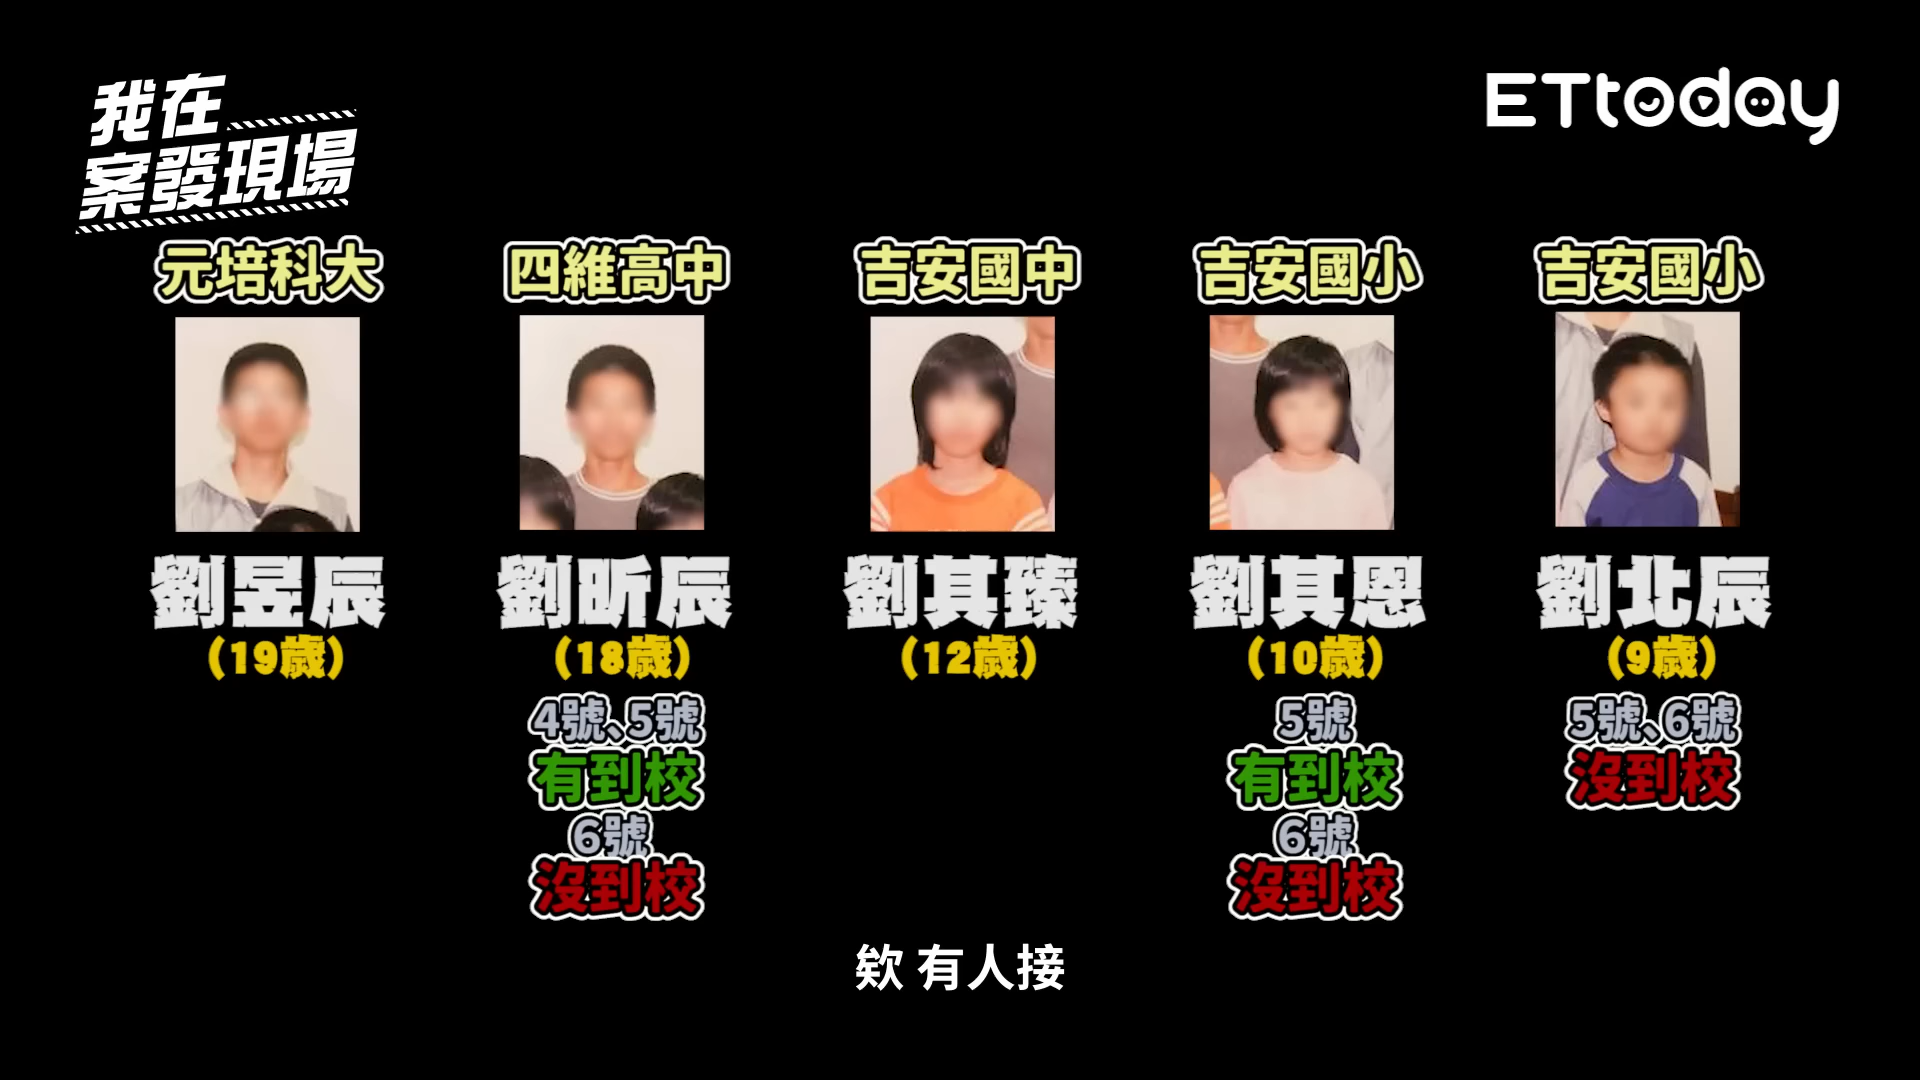 我在
案發現場
ETtoday
元培科大
四維高中
吉安國中
吉安國小
吉安國小
劉昱辰
劉昕辰
劉其臻
劉其恩
劉北辰
(19歲)
(18歲)
(12歲)
(10歲)
(9歲)
4號、5號
有到校
6號
沒到校
5號
有到校
6號
沒到校
5號、6號
沒到校
欸 有人接